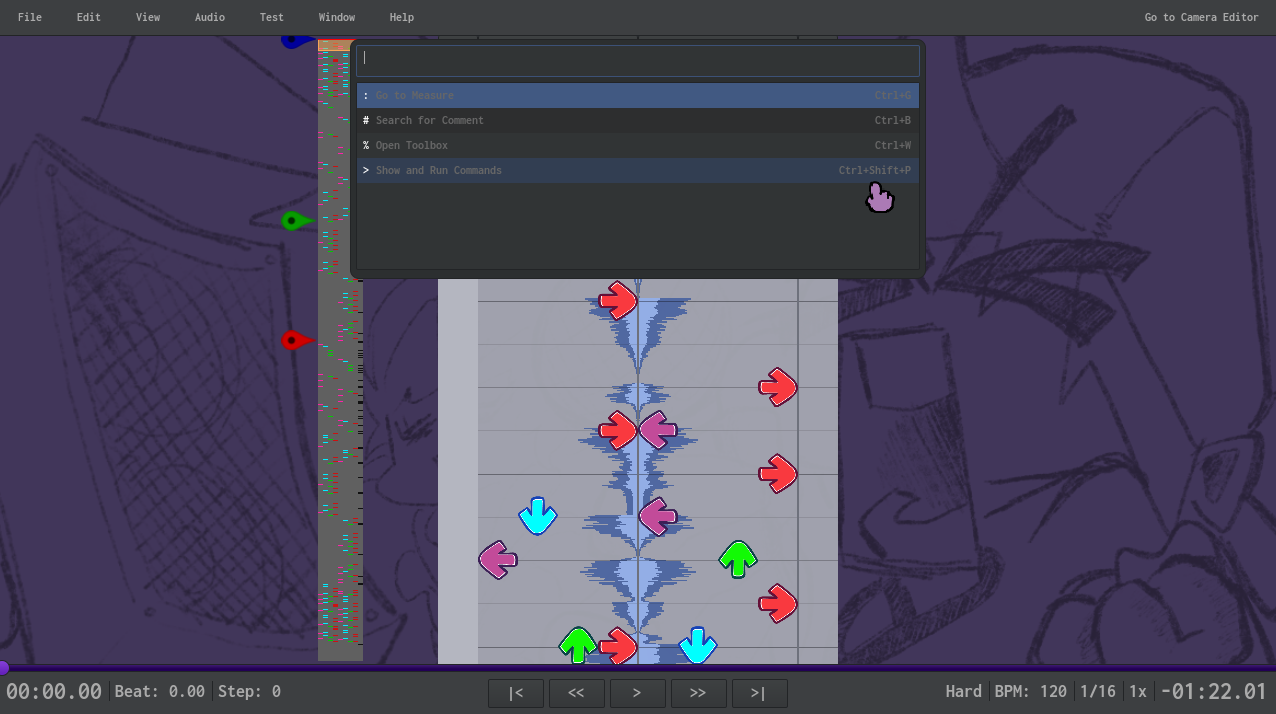 File Edit View Audio Test Window Help Go to Camera Editor
: Go to Measure Ctrl+G
# Search for Comment Ctrl+B
% Open Toolbox Ctrl+W
> Show and Run Commands Ctrl+Shift+P
00:00.00 Beat: 0.00 Step: 0 |< << > >> >| Hard BPM: 120 1/16 1x -01:22.01